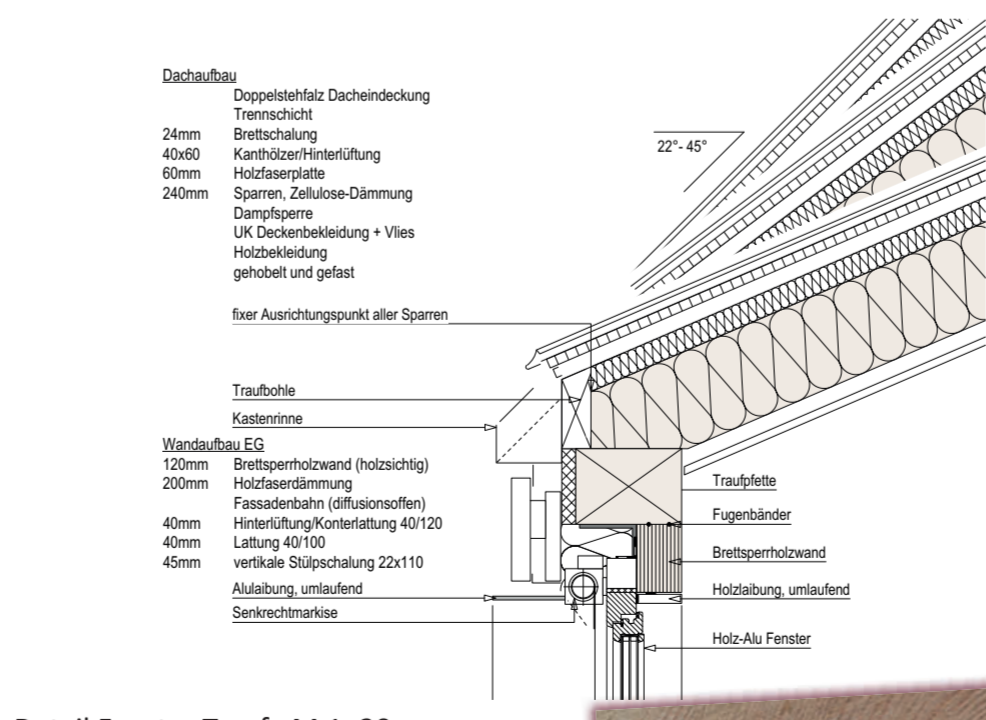 Dachaufbau
Doppelstehfalz Dacheindeckung
Trennschicht
24mm Brettschalung
40x60 Kanthölzer/Hinterlüftung
60mm Holzfaserplatte
240mm Sparren, Zellulose-Dämmung
Dampfsperre
UK Deckenbekleidung + Vlies
Holzbekleidung
gehobelt und gefast
22°- 45°
fixer Ausrichtungspunkt aller Sparren
Traufbohle
Kastenrinne
Wandaufbau EG
120mm Brettsperrholzwand (holzsichtig)
200mm Holzfaserdämmung
Fassadenbahn (diffusionsoffen)
40mm Hinterlüftung/Konterlattung 40/120
40mm Lattung 40/100
45mm vertikale Stülpschalung 22x110
Alulaibung, umlaufend
Senkrechtmarkise
Traufpfette
Fugenbänder
Brettsperrholzwand
Holzlaibung, umlaufend
Holz-Alu Fenster